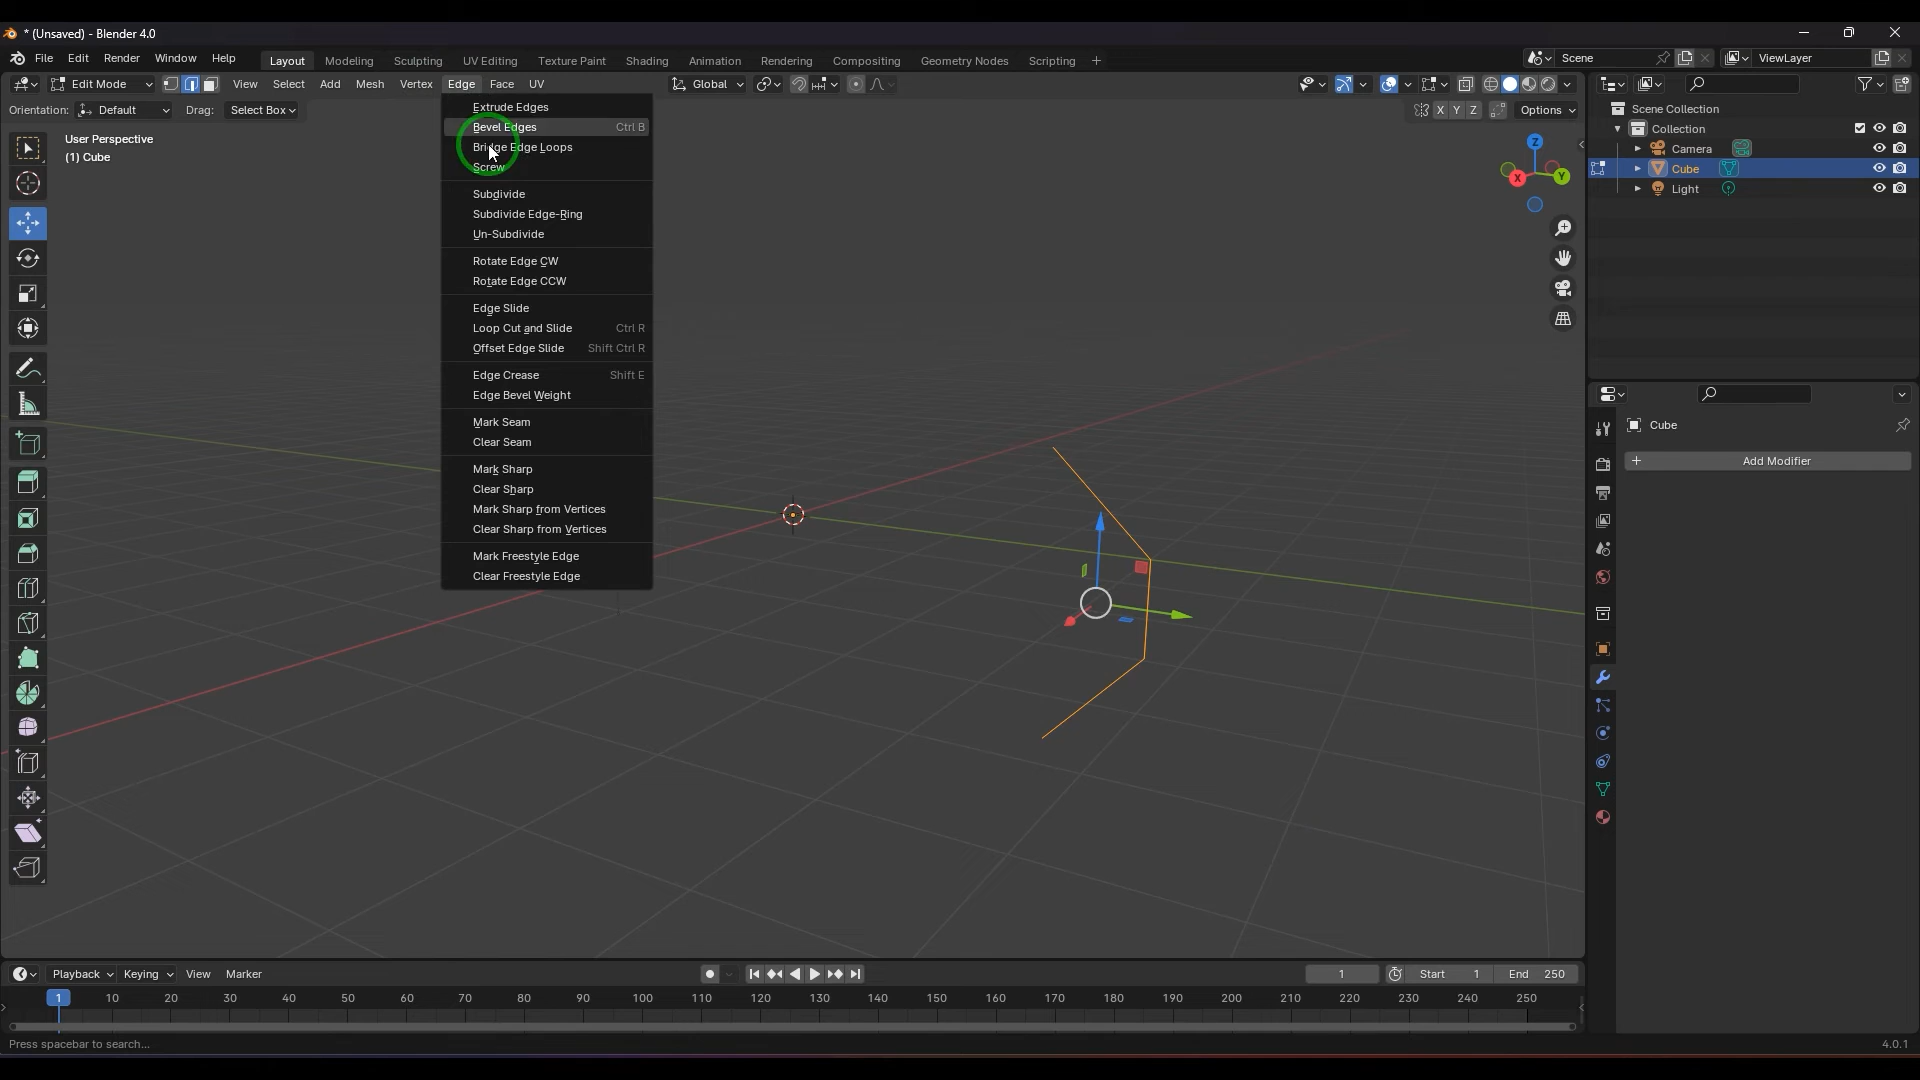 * (Unsaved) - Blender 4.0
File Edit Render Window Help Layout Modeling Sculpting UV Editing Texture Paint Shading Animation Rendering Compositing Geometry Nodes Scripting + Scene ViewLayer
Edit Mode View Select Add Mesh Vertex Edge Face UV Global
Orientation: Default Drag: Select Box X Y Z Options
User Perspective
(1) Cube
Extrude Edges
Bevel Edges Ctrl B
Bridge Edge Loops
Screw
Subdivide
Subdivide Edge-Ring
Un-Subdivide
Rotate Edge CW
Rotate Edge CCW
Edge Slide
Loop Cut and Slide Ctrl R
Offset Edge Slide Shift Ctrl R
Edge Crease Shift E
Edge Bevel Weight
Mark Seam
Clear Seam
Mark Sharp
Clear Sharp
Mark Sharp from Vertices
Clear Sharp from Vertices
Mark Freestyle Edge
Clear Freestyle Edge
Z
X Y
Scene Collection
Collection
Camera
Cube
Light
Cube
+ Add Modifier
Playback Keying View Marker 1 Start 1 End 250
1 10 20 30 40 50 60 70 80 90 100 110 120 130 140 150 160 170 180 190 200 210 220 230 240 250
Press spacebar to search... 4.0.1